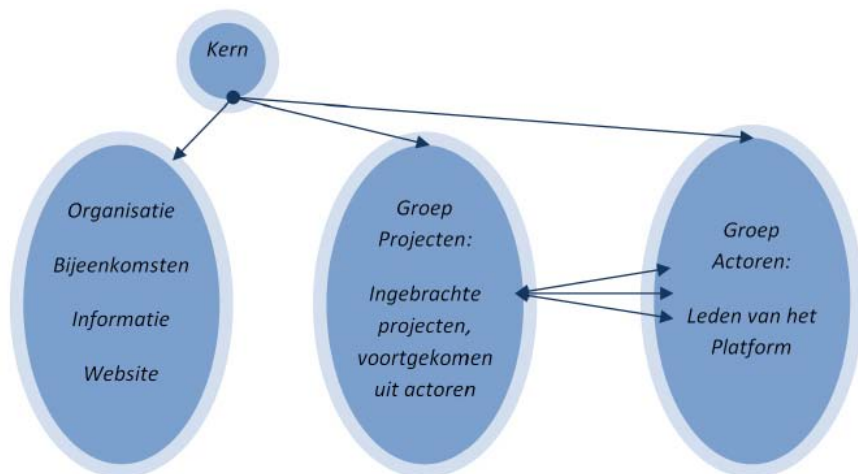 Kern
Organisatie
Bijeenkomsten
Informatie
Website
Groep
Projecten:
Ingebrachte
projecten,
voortgekomen
uit actoren
Groep
Actoren:
Leden van het
Platform